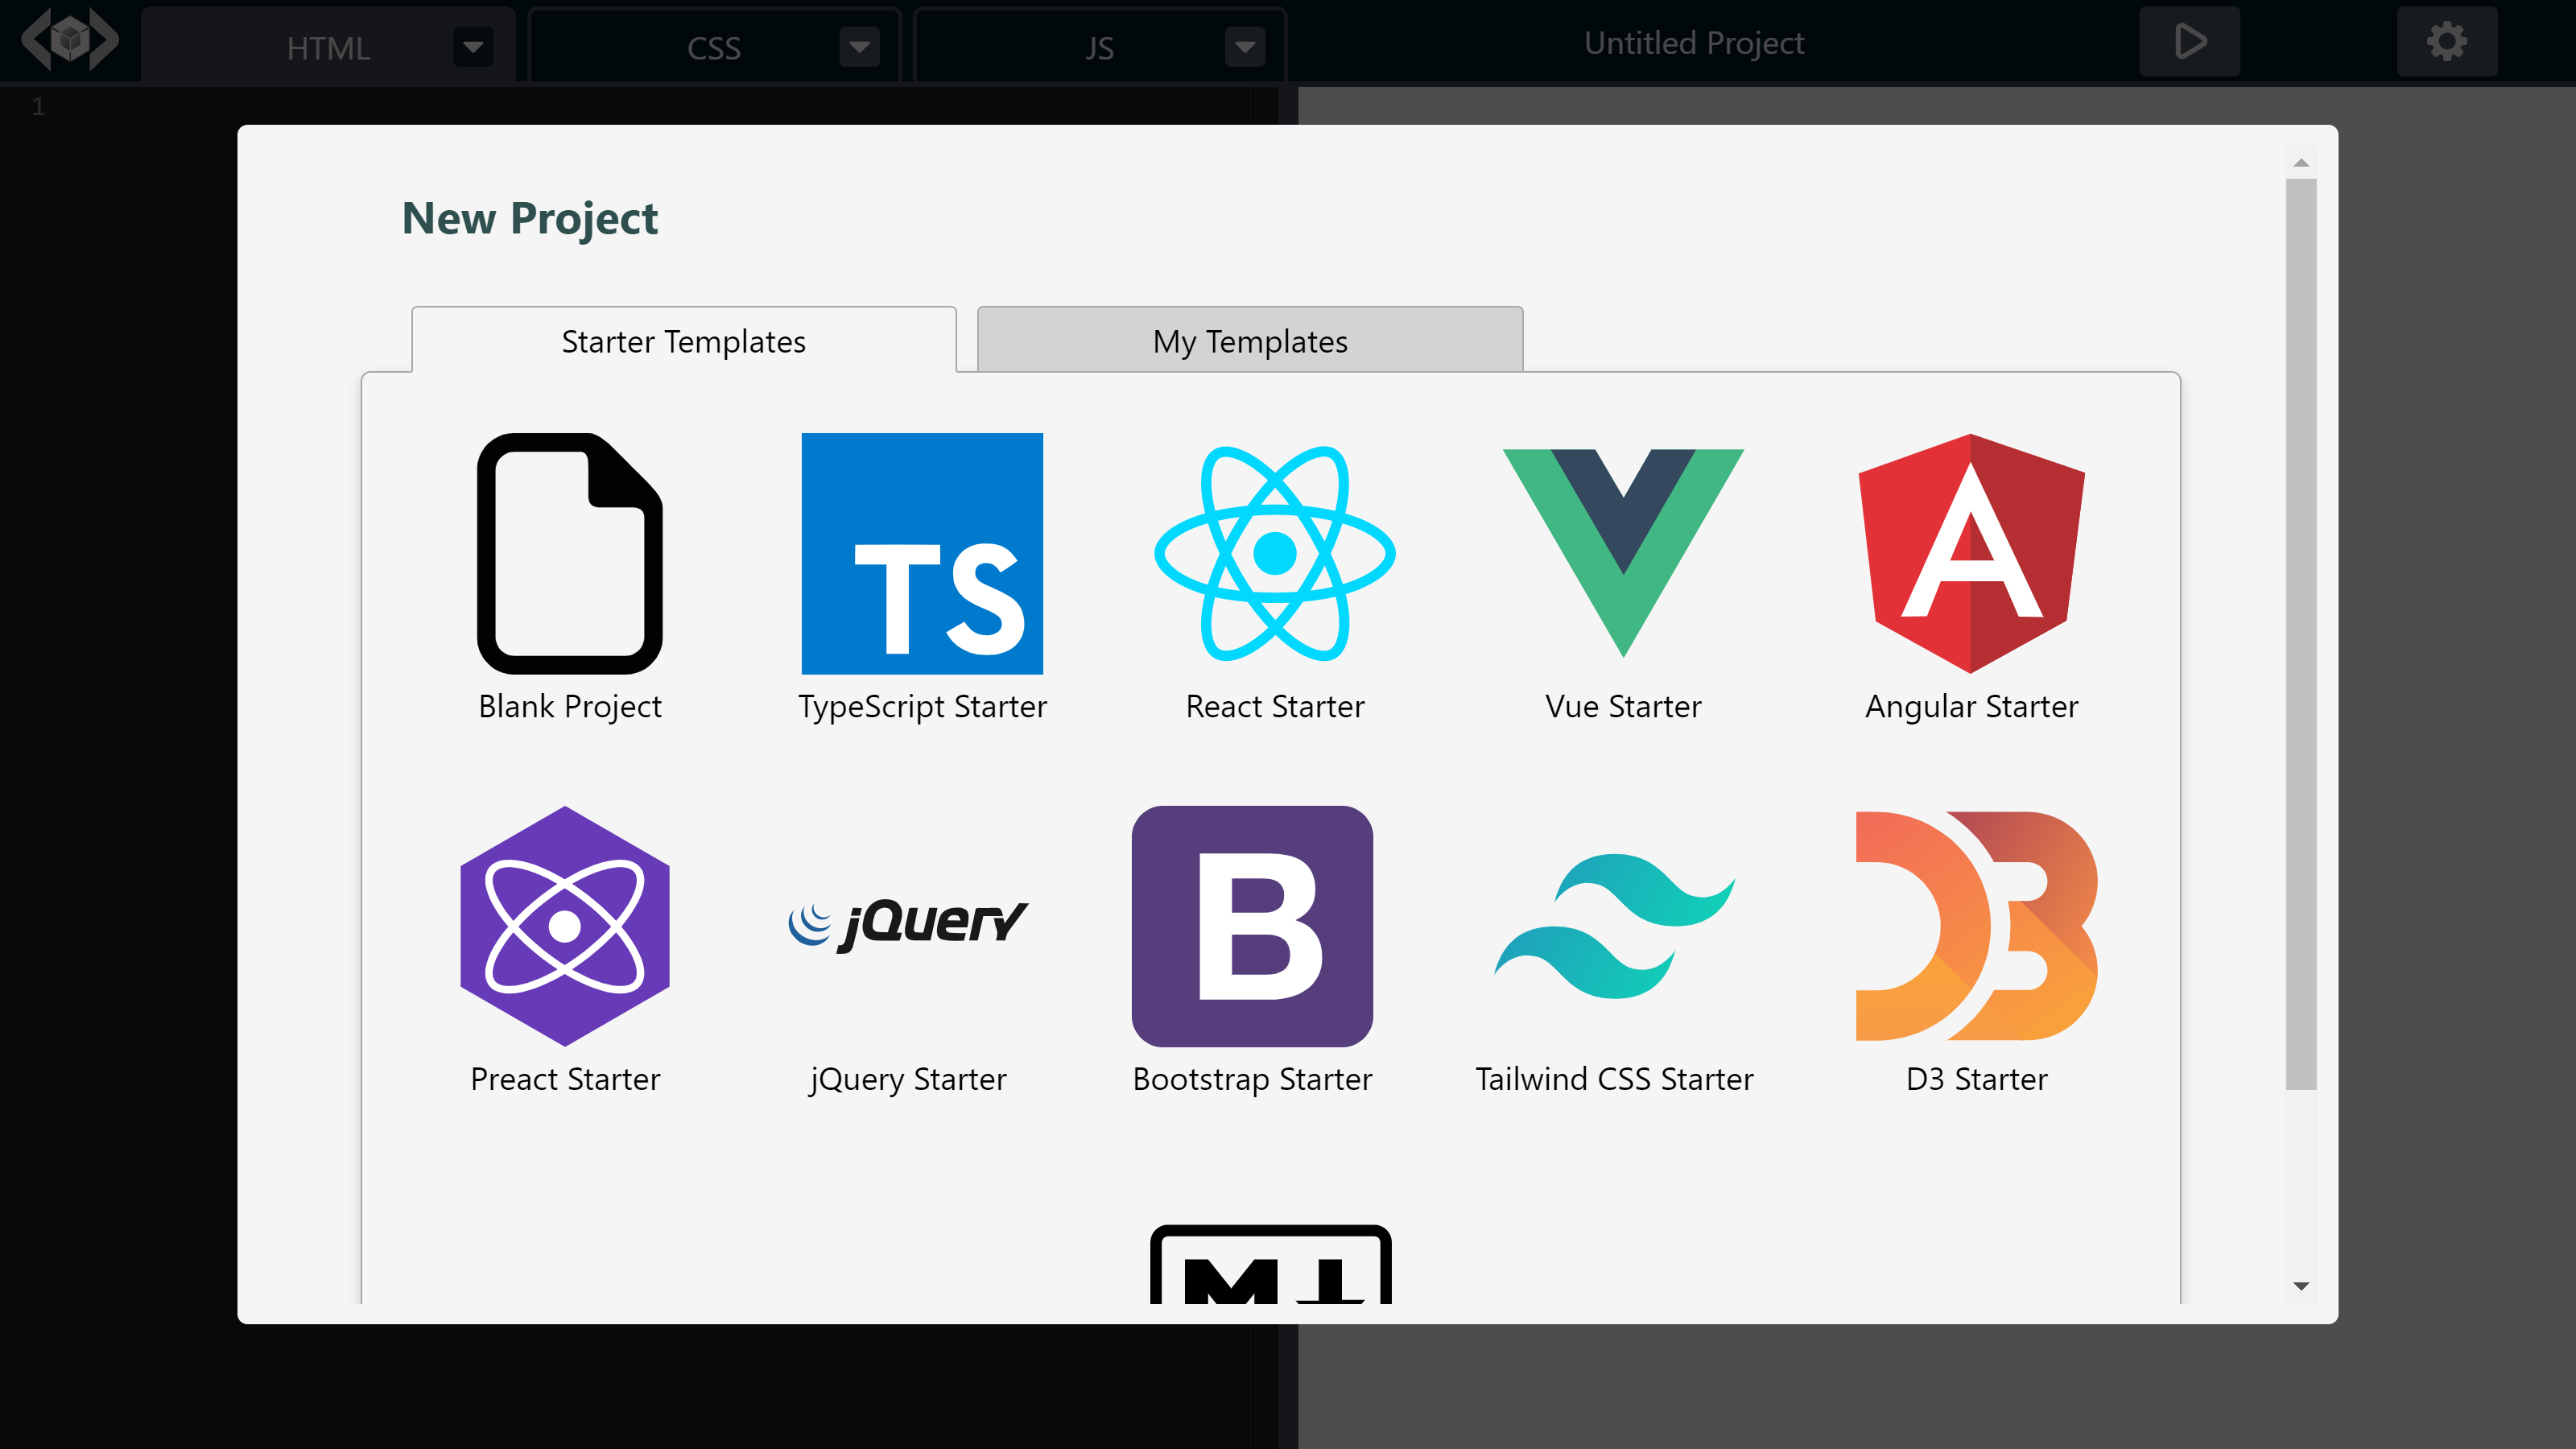 HTML
CSS
JS
Untitled Project
1
New Project
Starter Templates
My Templates
TS
Blank Project
TypeScript Starter
React Starter
Vue Starter
Angular Starter
jQuery
B
D3
Preact Starter
jQuery Starter
Bootstrap Starter
Tailwind CSS Starter
D3 Starter
M